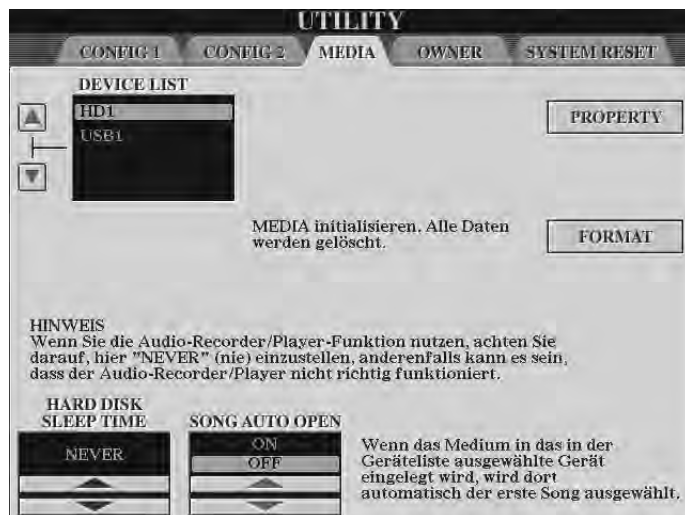 UTILITY
CONFIG 1
CONFIG 2
MEDIA
OWNER
SYSTEM RESET
DEVICE LIST
HD1
USB1
PROPERTY
MEDIA initialisieren. Alle Daten
werden gelöscht.
FORMAT
HINWEIS
Wenn Sie die Audio-Recorder/Player-Funktion nutzen, achten Sie
darauf, hier "NEVER" (nie) einzustellen, anderenfalls kann es sein,
dass der Audio-Recorder/Player nicht richtig funktioniert.
HARD DISK
SLEEP TIME
NEVER
SONG AUTO OPEN
ON
OFF
Wenn das Medium in das in der
Geräteliste ausgewählte Gerät
eingelegt wird, wird dort
automatisch der erste Song ausgewählt.